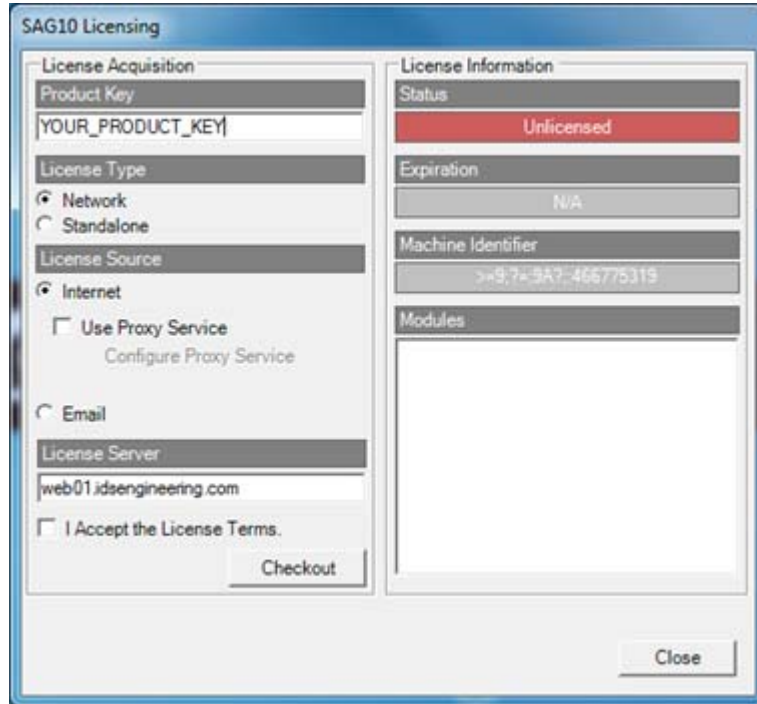 SAG10 Licensing
License Acquisition
Product Key
YOUR_PRODUCT_KEY
License Type
Network
Standalone
License Source
Internet
Use Proxy Service
Configure Proxy Service
Email
License Server
web01.idsengineering.com
I Accept the License Terms.
Checkout
License Information
Status
Unlicensed
Expiration
N/A
Machine Identifier
Modules
Close